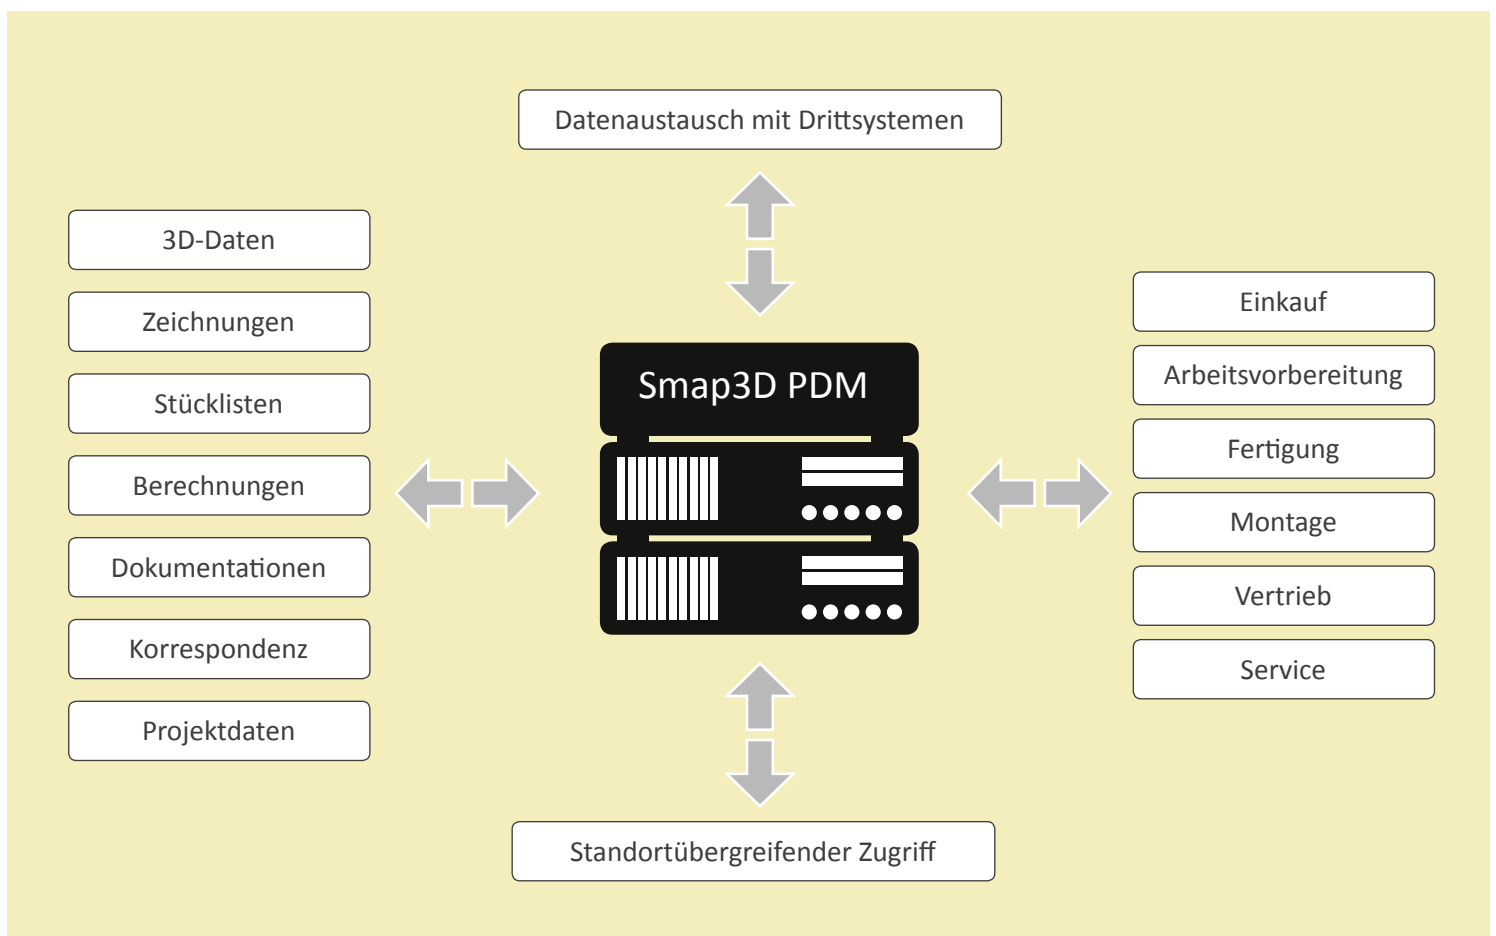 Datenaustausch mit Drittsystemen
3D-Daten
Zeichnungen
Stücklisten
Berechnungen
Dokumentationen
Korrespondenz
Projektdaten
Smap3D PDM
Einkauf
Arbeitsvorbereitung
Fertigung
Montage
Vertrieb
Service
Standortübergreifender Zugriff